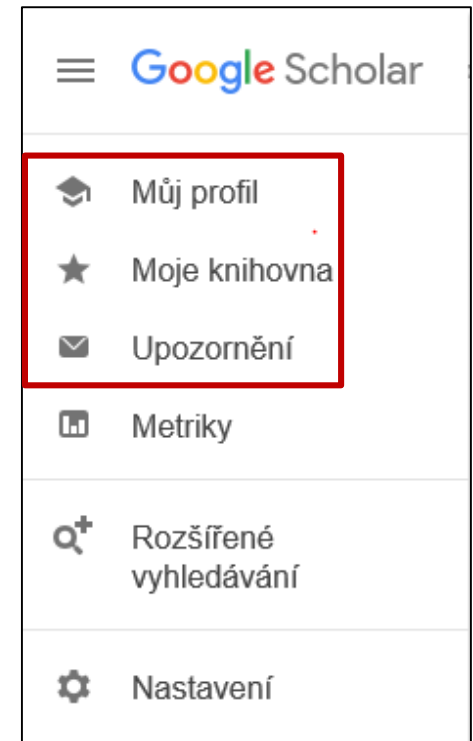 Google Scholar
Můj profil
Moje knihovna
Upozornění
Metriky
Rozšířené
vyhledávání
Nastavení